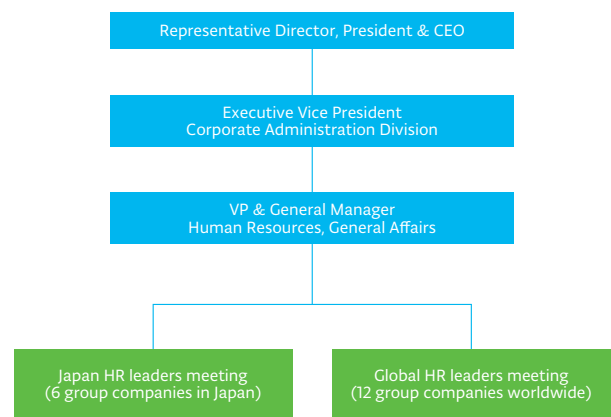 Representative Director, President & CEO
Executive Vice President
Corporate Administration Division
VP & General Manager
Human Resources, General Affairs
Japan HR leaders meeting
(6 group companies in Japan)
Global HR leaders meeting
(12 group companies worldwide)